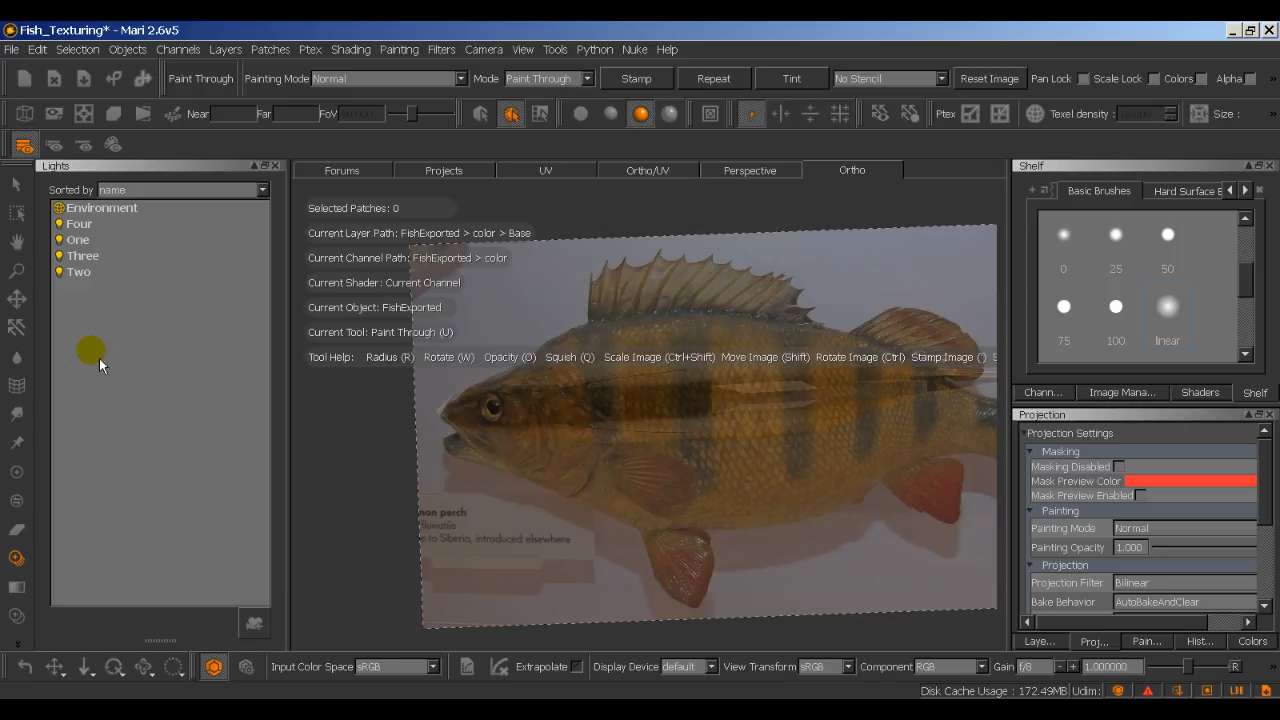 Fish_Texturing* - Mari 2.6v5
File Edit Selection Objects Channels Layers Patches Ptex Shading Painting Filters Camera View Tools Python Nuke Help
Paint Through Painting Mode Normal Mode Paint Through Stamp Repeat Tint No Stencil Reset Image Pan Lock Scale Lock Colors Alpha
Near Far FoV Ptex Texel density : Size :
Lights
Sorted by name
Environment
Four
One
Three
Two
Forums Projects UV Ortho/UV Perspective Ortho
Selected Patches: 0
Current Layer Path: FishExported > color > Base
Current Channel Path: FishExported > color
Current Shader: Current Channel
Current Object: FishExported
Current Tool: Paint Through (U)
Tool Help: Radius (R) Rotate (W) Opacity (O) Squish (Q) Scale Image (Ctrl+Shift) Move Image (Shift) Rotate Image (Ctrl) Stamp Image (') S
mon perch
fluvatilis
e to Siberia, introduced elsewhere
Shelf
Basic Brushes Hard Surface B
0 25 50
75 100 linear
Chann... Image Mana... Shaders Shelf
Projection
Projection Settings
Masking
Masking Disabled
Mask Preview Color
Mask Preview Enabled
Painting
Painting Mode Normal
Painting Opacity 1.000
Projection
Projection Filter Bilinear
Bake Behavior AutoBakeAndClear
Laye... Proj... Pain... Hist... Colors
Input Color Space sRGB Extrapolate Display Device default View Transform sRGB Component RGB Gain f/8 - + 1.000000 R
Disk Cache Usage : 172.49MB Udim: